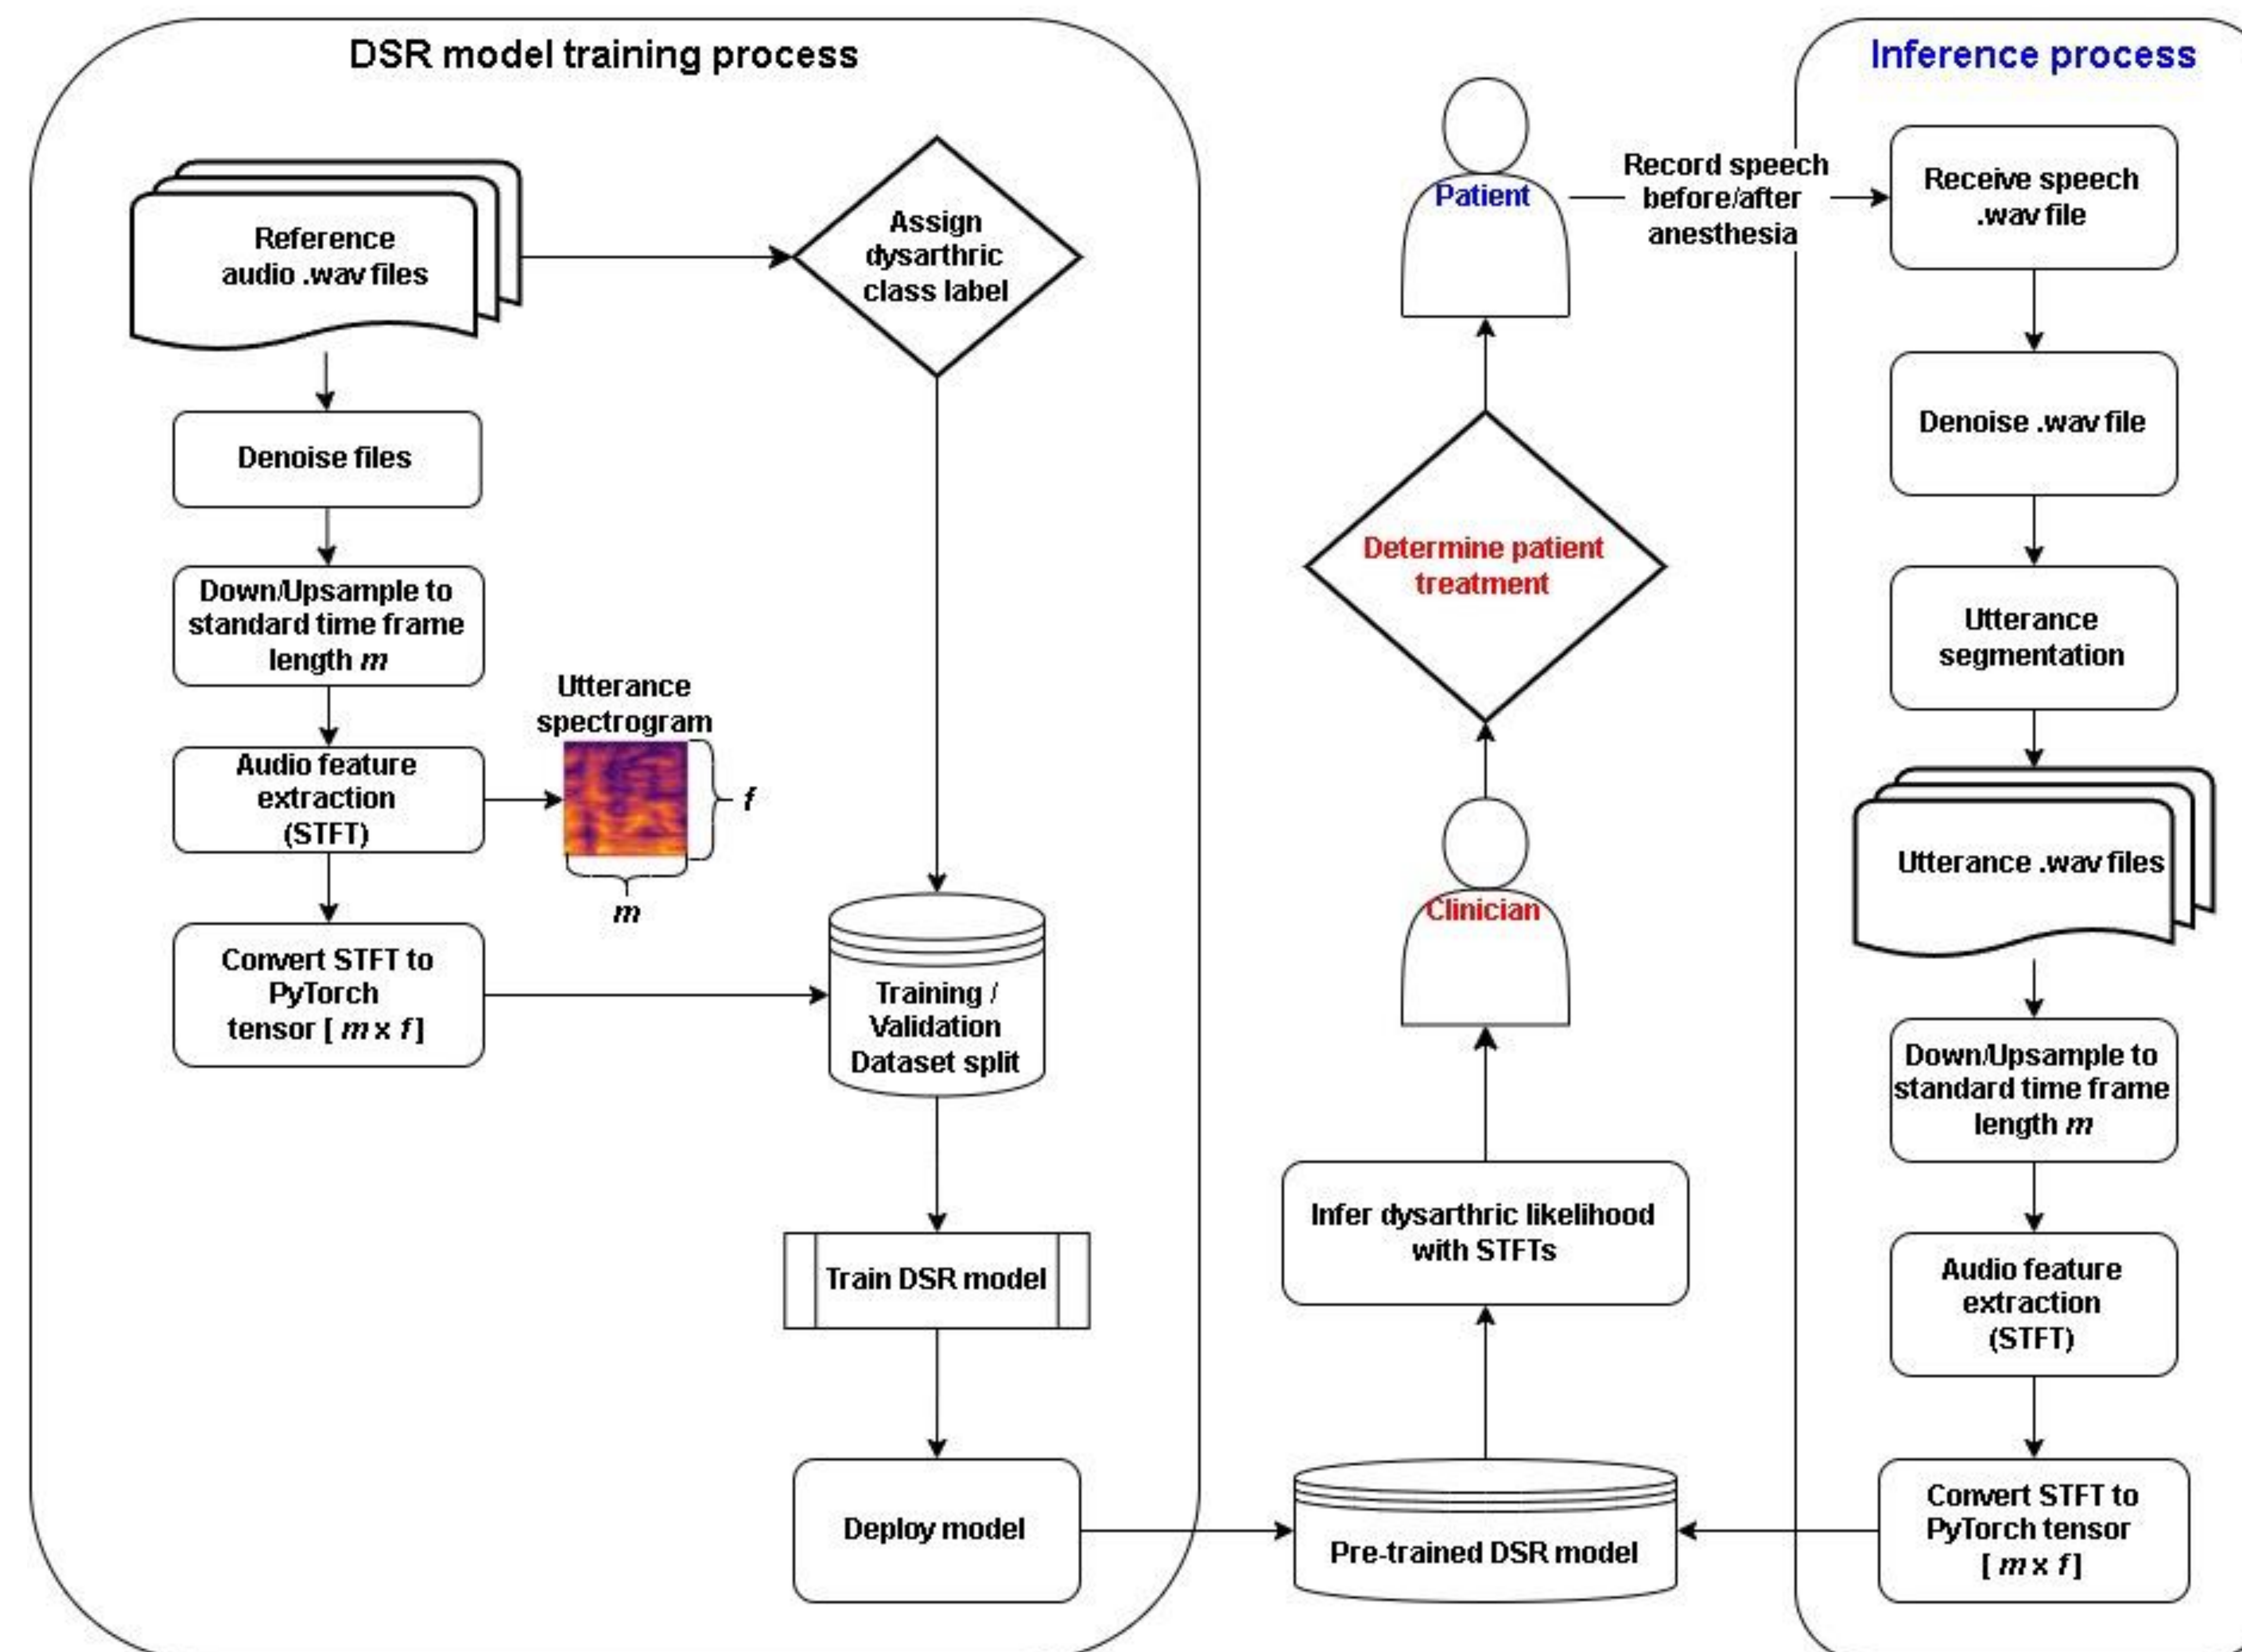 DSR model training process
Reference
audio .wav files
Assign
dysarthric
class label
Denoise files
Down/Upsample to
standard time frame
length m
Audio feature
extraction
(STFT)
Utterance
spectrogram
f
m
Convert STFT to
PyTorch
tensor [ m x f ]
Training /
Validation
Dataset split
Train DSR model
Deploy model
Patient
Record speech
before/after
anesthesia
Determine patient
treatment
Clinician
Infer dysarthric likelihood
with STFTs
Pre-trained DSR model
Inference process
Receive speech
.wav file
Denoise .wav file
Utterance
segmentation
Utterance .wav files
Down/Upsample to
standard time frame
length m
Audio feature
extraction
(STFT)
Convert STFT to
PyTorch tensor
[ m x f ]